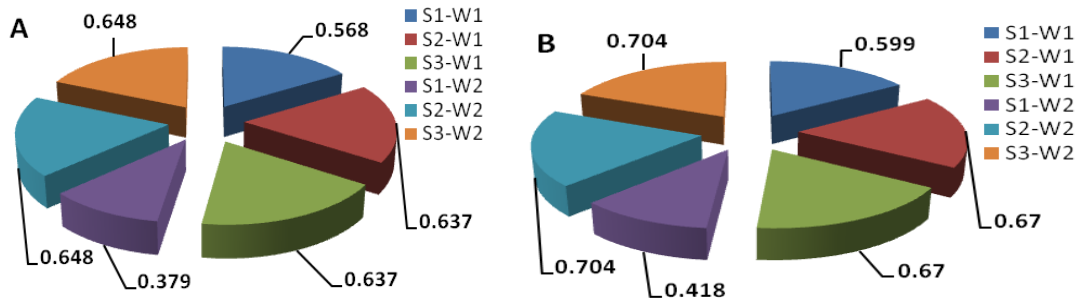 A
0.648
0.568
S1-W1
S2-W1
S3-W1
S1-W2
S2-W2
S3-W2
0.637
0.648
0.379
0.637
B
0.704
0.599
S1-W1
S2-W1
S3-W1
S1-W2
S2-W2
S3-W2
0.67
0.704
0.418
0.67